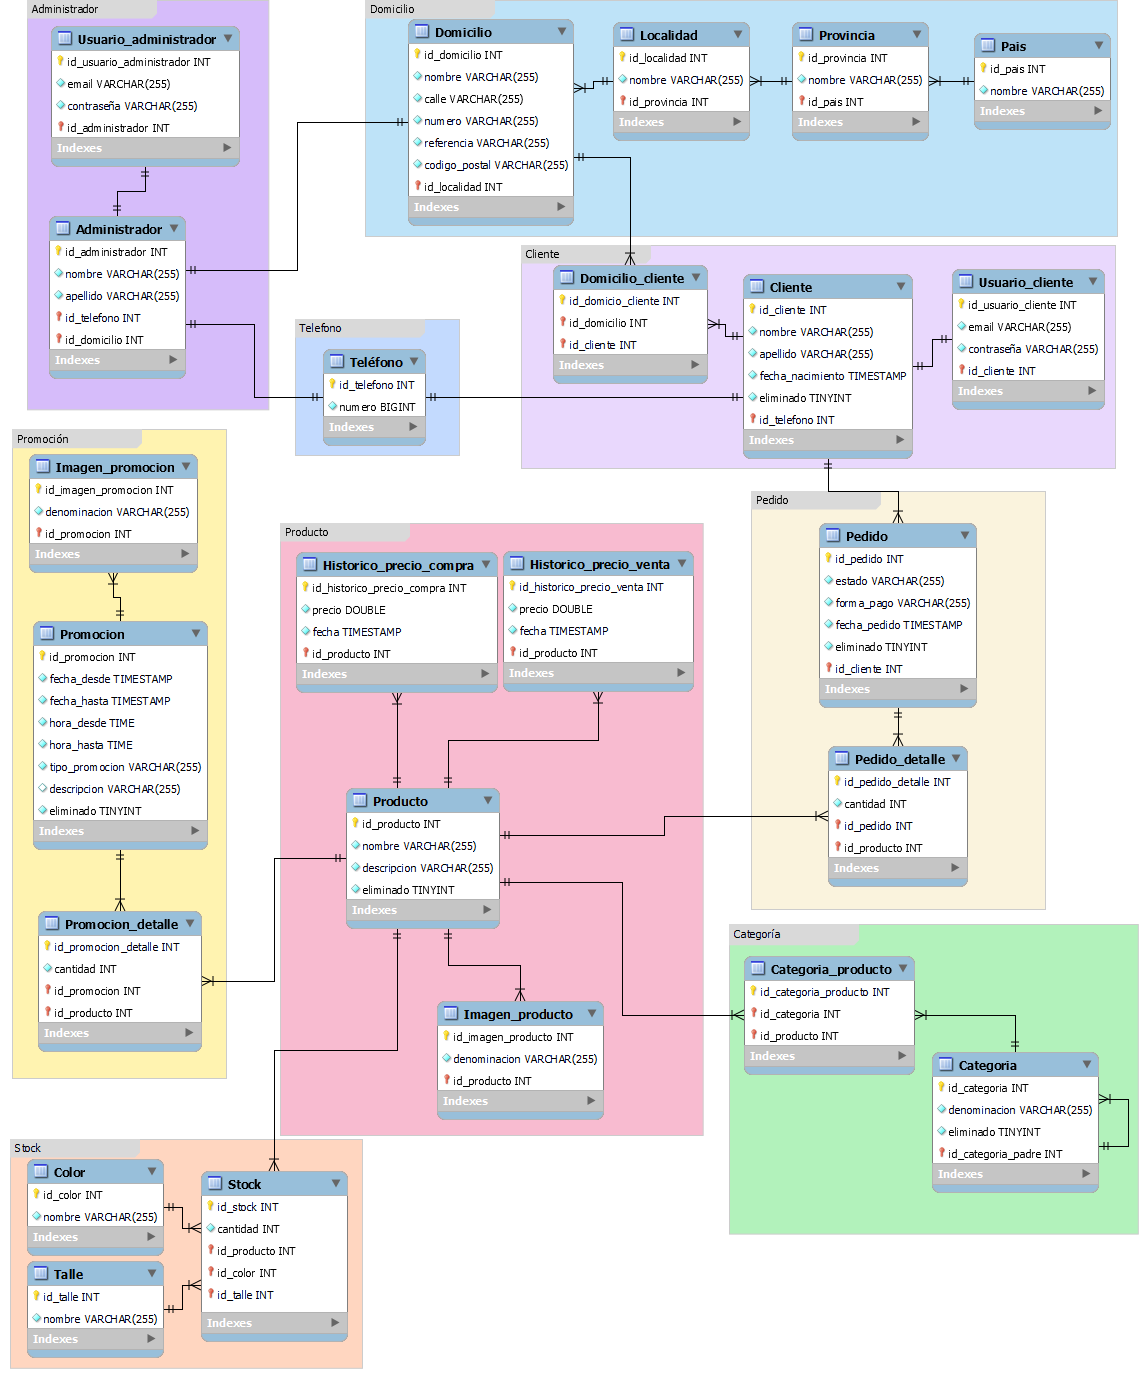 Administrador
Usuario_administrador
id_usuario_administrador INT
email VARCHAR(255)
contraseña VARCHAR(255)
id_administrador INT
Indexes
Administrador
id_administrador INT
nombre VARCHAR(255)
apellido VARCHAR(255)
id_telefono INT
id_domicilio INT
Indexes
Domicilio
Domicilio
id_domicilio INT
nombre VARCHAR(255)
calle VARCHAR(255)
numero VARCHAR(255)
referencia VARCHAR(255)
codigo_postal VARCHAR(255)
id_localidad INT
Indexes
Localidad
id_localidad INT
nombre VARCHAR(255)
id_provincia INT
Indexes
Provincia
id_provincia INT
nombre VARCHAR(255)
id_pais INT
Indexes
Pais
id_pais INT
nombre VARCHAR(255)
Indexes
Cliente
Domicilio_cliente
id_domicio_cliente INT
id_domicilio INT
id_cliente INT
Indexes
Cliente
id_cliente INT
nombre VARCHAR(255)
apellido VARCHAR(255)
fecha_nacimiento TIMESTAMP
eliminado TINYINT
id_telefono INT
Indexes
Usuario_cliente
id_usuario_cliente INT
email VARCHAR(255)
contraseña VARCHAR(255)
id_cliente INT
Indexes
Telefono
Teléfono
id_telefono INT
numero BIGINT
Indexes
Promoción
Imagen_promocion
id_imagen_promocion INT
denominacion VARCHAR(255)
id_promocion INT
Indexes
Promocion
id_promocion INT
fecha_desde TIMESTAMP
fecha_hasta TIMESTAMP
hora_desde TIME
hora_hasta TIME
tipo_promocion VARCHAR(255)
descripcion VARCHAR(255)
eliminado TINYINT
Indexes
Promocion_detalle
id_promocion_detalle INT
cantidad INT
id_promocion INT
id_producto INT
Indexes
Producto
Historico_precio_compra
id_historico_precio_compra INT
precio DOUBLE
fecha TIMESTAMP
id_producto INT
Indexes
Historico_precio_venta
id_historico_precio_venta INT
precio DOUBLE
fecha TIMESTAMP
id_producto INT
Indexes
Producto
id_producto INT
nombre VARCHAR(255)
descripcion VARCHAR(255)
eliminado TINYINT
Indexes
Imagen_producto
id_imagen_producto INT
denominacion VARCHAR(255)
id_producto INT
Indexes
Pedido
Pedido
id_pedido INT
estado VARCHAR(255)
forma_pago VARCHAR(255)
fecha_pedido TIMESTAMP
eliminado TINYINT
id_cliente INT
Indexes
Pedido_detalle
id_pedido_detalle INT
cantidad INT
id_pedido INT
id_producto INT
Indexes
Categoría
Categoria_producto
id_categoria_producto INT
id_categoria INT
id_producto INT
Indexes
Categoria
id_categoria INT
denominacion VARCHAR(255)
eliminado TINYINT
id_categoria_padre INT
Indexes
Stock
Color
id_color INT
nombre VARCHAR(255)
Indexes
Talle
id_talle INT
nombre VARCHAR(255)
Indexes
Stock
id_stock INT
cantidad INT
id_producto INT
id_color INT
id_talle INT
Indexes